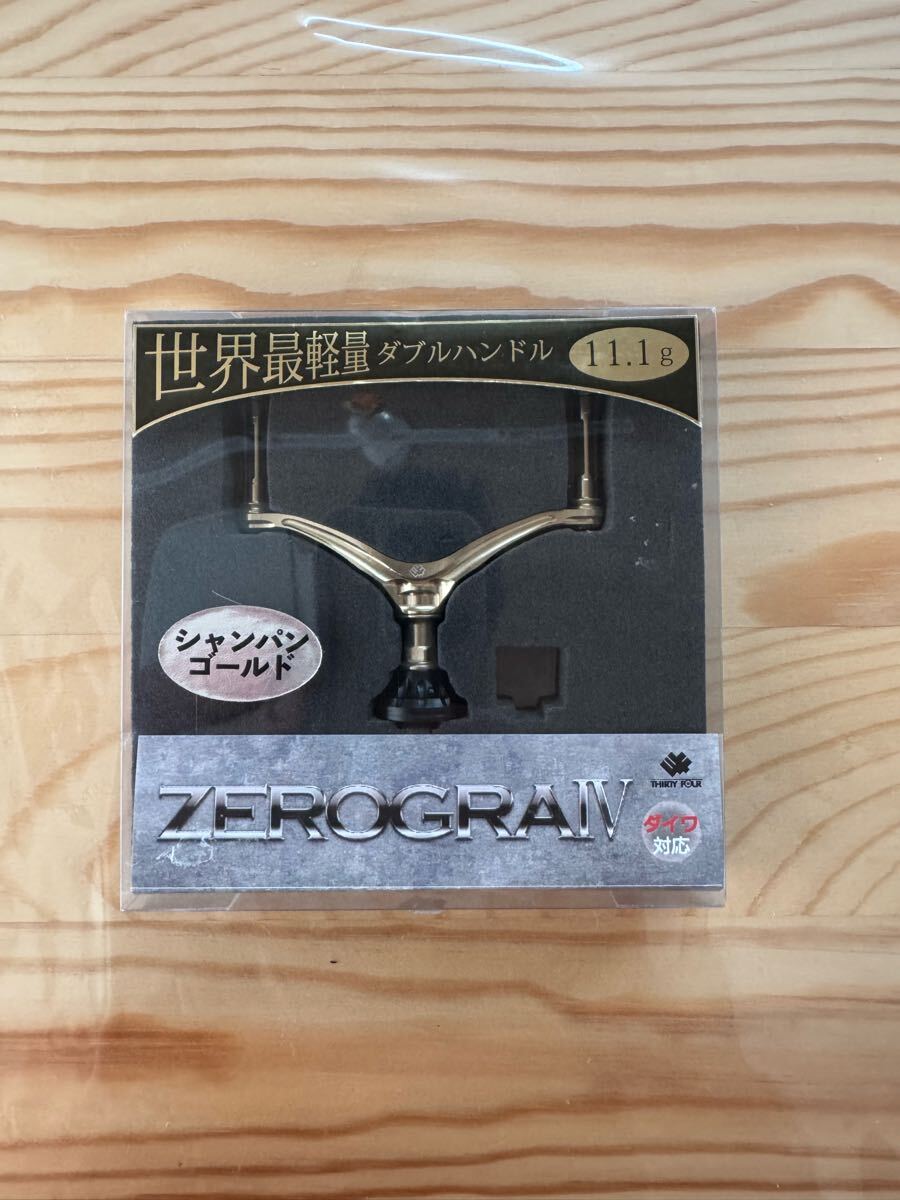 世界最軽量 ダブルハンドル 11.1g
シャンパン
ゴールド
THIRTY FOUR
ZEROGRA IV
ダイワ
対応